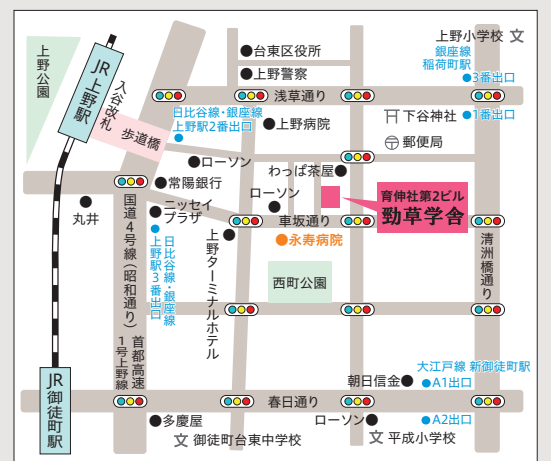 上野小学校 文
台東区役所
銀座線
稲荷町駅
3番出口
上野公園
JR上野駅
入谷改札
上野警察
浅草通り
日比谷線・銀座線
上野駅2番出口
上野病院
下谷神社
1番出口
歩道橋
郵便局
ローソン
わっぱ茶屋
常陽銀行
ローソン
育伸社第2ビル
勁草学舎
丸井
ニッセイ
プラザ
車坂通り
永寿病院
国道4号線(昭和通り)
日比谷線・銀座線
上野駅3番出口
上野ターミナルホテル
西町公園
清洲橋通り
首都高速
1号上野線
大江戸線 新御徒町駅
朝日信金
A1出口
JR御徒町駅
春日通り
多慶屋
ローソン
A2出口
文 御徒町台東中学校
文 平成小学校